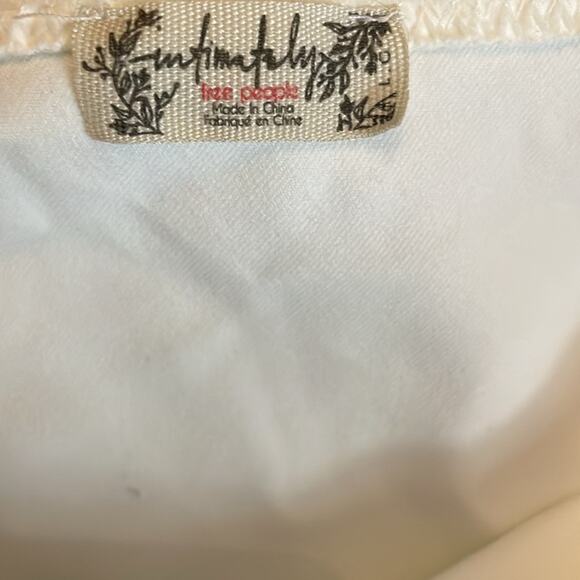 intimately
free people
Made in China
Fabriqué en Chine